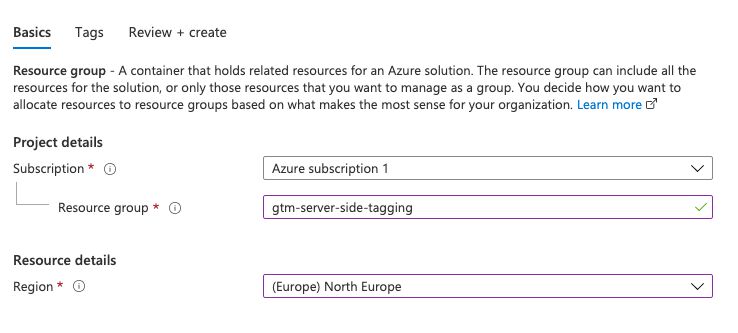 Basics Tags Review + create
Resource group - A container that holds related resources for an Azure solution. The resource group can include all the
resources for the solution, or only those resources that you want to manage as a group. You decide how you want to
allocate resources to resource groups based on what makes the most sense for your organization. Learn more
Project details
Subscription * Azure subscription 1
Resource group * gtm-server-side-tagging
Resource details
Region * (Europe) North Europe